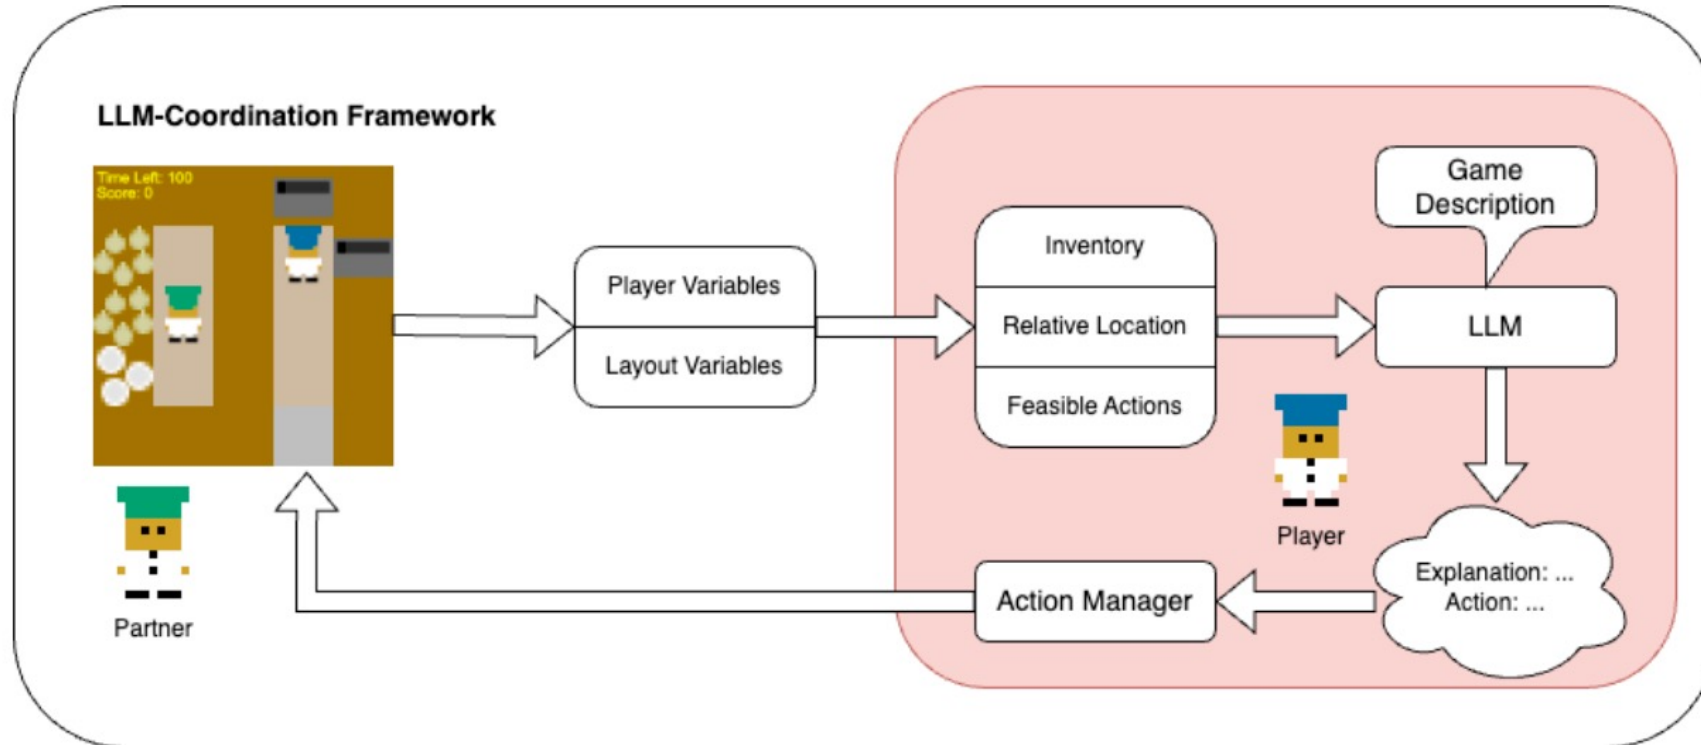 LLM-Coordination Framework
Time Left: 100
Score: 0
Partner
Player Variables
Layout Variables
Inventory
Relative Location
Feasible Actions
Game
Description
LLM
Player
Explanation: ...
Action: ...
Action Manager